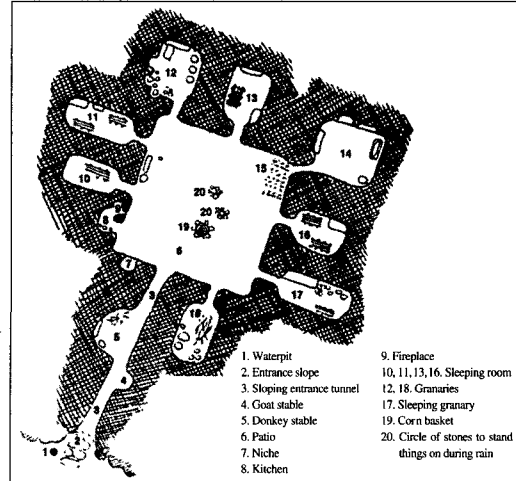 12
13
11
14
15
10
20
9
8
20
16
19
6
7
17
3
18
5
4
3
2
1
1. Waterpit
2. Entrance slope
3. Sloping entrance tunnel
4. Goat stable
5. Donkey stable
6. Patio
7. Niche
8. Kitchen
9. Fireplace
10, 11, 13, 16. Sleeping room
12, 18. Granaries
17. Sleeping granary
19. Corn basket
20. Circle of stones to stand
things on during rain